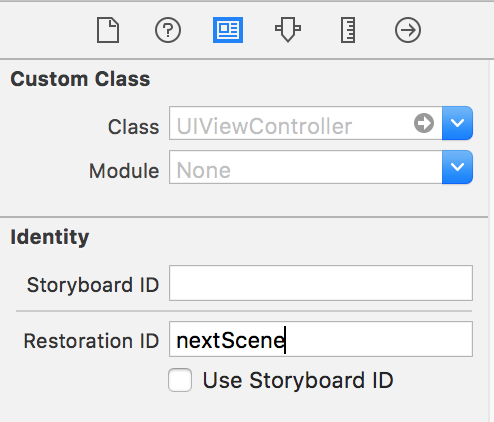 Custom Class
Class UIViewController
Module None
Identity
Storyboard ID
Restoration ID nextScene
Use Storyboard ID